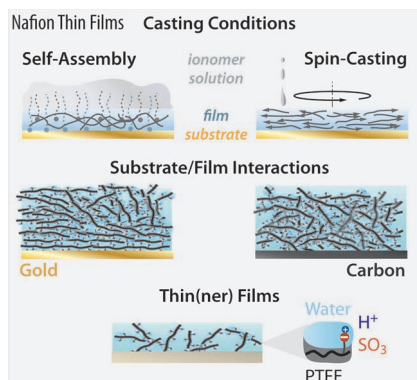 Nafion Thin Films Casting Conditions
Self-Assembly ionomer solution Spin-Casting
film
substrate
Substrate/Film Interactions
Gold Carbon
Thin(ner) Films
Water
+
H+
SO3
PTFE